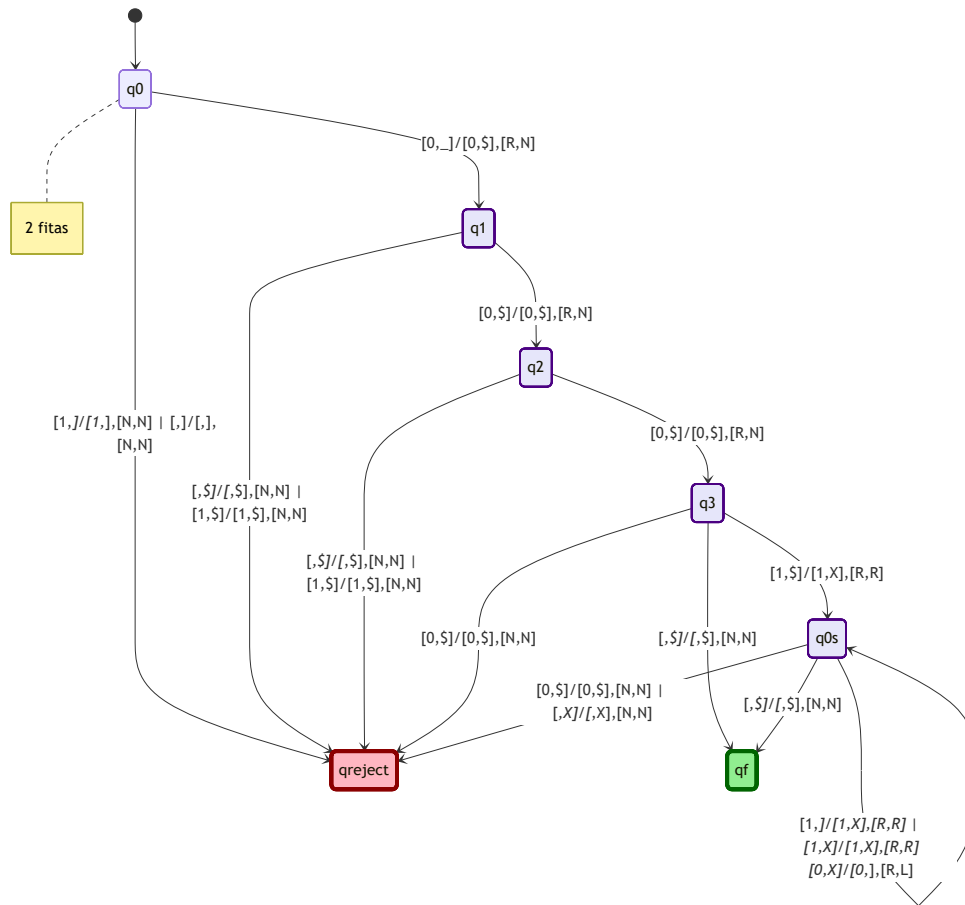 q0
[0,_]/[0,$],[R,N]
2 fitas
q1
[0,$]/[0,$],[R,N]
q2
[1,]/[1,],[N,N] | [,]/[,],
[N,N]
[0,$]/[0,$],[R,N]
[,$]/[,$],[N,N] |
[1,$]/[1,$],[N,N]
q3
[,$]/[,$],[N,N] |
[1,$]/[1,$],[N,N]
[1,$]/[1,X],[R,R]
[0,$]/[0,$],[N,N]
[,$]/[,$],[N,N]
q0s
[0,$]/[0,$],[N,N] |
[,X]/[,X],[N,N]
[,$]/[,$],[N,N]
qreject
qf
[1,]/[1,X],[R,R] |
[1,X]/[1,X],[R,R]
[0,X]/[0,],[R,L]